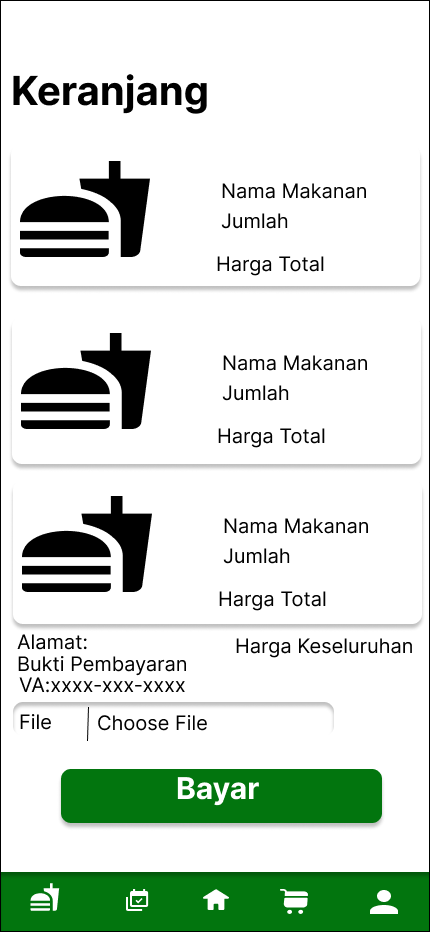 Keranjang
Nama Makanan
Jumlah
Harga Total
Nama Makanan
Jumlah
Harga Total
Nama Makanan
Jumlah
Harga Total
Alamat:
Harga Keseluruhan
Bukti Pembayaran
VA:xxxx-xxx-xxxx
File
Choose File
Bayar